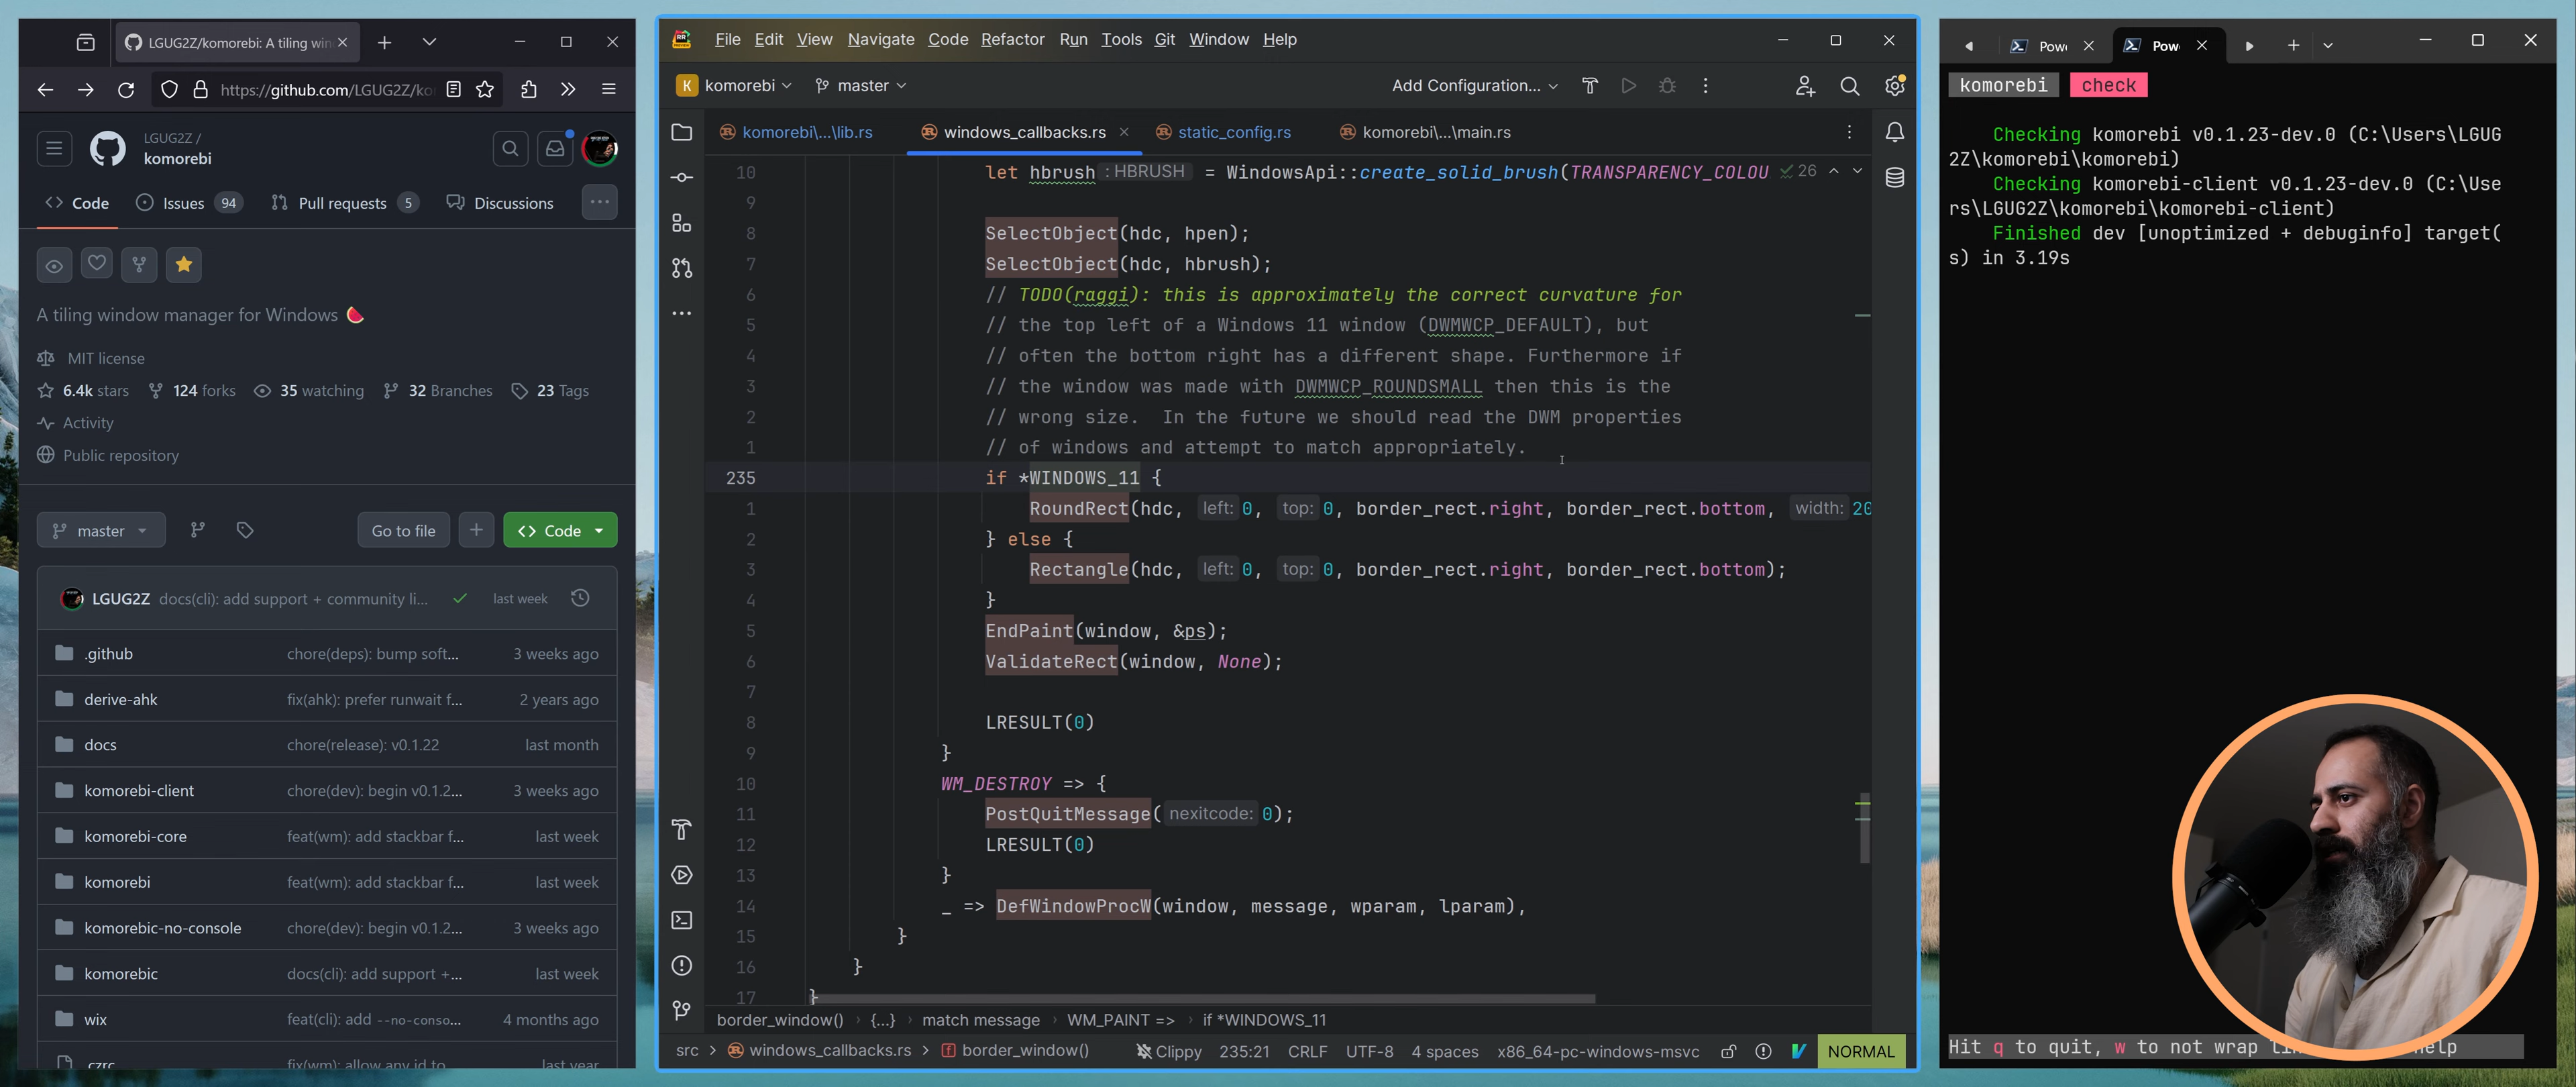 LGUG2Z/komorebi: A tiling win
https://github.com/LGUG2Z/ko
LGUG2Z /
komorebi
Code
Issues 94
Pull requests 5
Discussions
A tiling window manager for Windows 🍉
MIT license
6.4k stars 124 forks 35 watching 32 Branches 23 Tags
Activity
Public repository
master
Go to file
Code
LGUG2Z docs(cli): add support + community li... last week
.github chore(deps): bump soft... 3 weeks ago
derive-ahk fix(ahk): prefer runwait f... 2 years ago
docs chore(release): v0.1.22 last month
komorebi-client chore(dev): begin v0.1.2... 3 weeks ago
komorebi-core feat(wm): add stackbar f... last week
komorebi feat(wm): add stackbar f... last week
komorebic-no-console chore(dev): begin v0.1.2... 3 weeks ago
komorebic docs(cli): add support +... last week
wix feat(cli): add --no-conso... 4 months ago
.czrc fix(wm): allow any id to last year
File Edit View Navigate Code Refactor Run Tools Git Window Help
K komorebi master Add Configuration...
komorebi\...\lib.rs windows_callbacks.rs static_config.rs komorebi\...\main.rs
10 let hbrush : HBRUSH = WindowsApi::create_solid_brush(TRANSPARENCY_COLOU 26
9
8 SelectObject(hdc, hpen);
7 SelectObject(hdc, hbrush);
6 // TODO(raggi): this is approximately the correct curvature for
5 // the top left of a Windows 11 window (DWMWCP_DEFAULT), but
4 // often the bottom right has a different shape. Furthermore if
3 // the window was made with DWMWCP_ROUNDSMALL then this is the
2 // wrong size.  In the future we should read the DWM properties
1 // of windows and attempt to match appropriately.
235 if *WINDOWS_11 {
1 RoundRect(hdc, left: 0, top: 0, border_rect.right, border_rect.bottom, width: 20
2 } else {
3 Rectangle(hdc, left: 0, top: 0, border_rect.right, border_rect.bottom);
4 }
5 EndPaint(window, &ps);
6 ValidateRect(window, None);
7
8 LRESULT(0)
9 }
10 WM_DESTROY => {
11 PostQuitMessage( nexitcode: 0);
12 LRESULT(0)
13 }
14 _ => DefWindowProcW(window, message, wparam, lparam),
15 }
16 }
17 }
border_window() › {...} › match message › WM_PAINT => › if *WINDOWS_11
src › windows_callbacks.rs › border_window() Clippy 235:21 CRLF UTF-8 4 spaces x86_64-pc-windows-msvc NORMAL
Pow Pow
komorebi check
Checking komorebi v0.1.23-dev.0 (C:\Users\LGUG
2Z\komorebi\komorebi)
Checking komorebi-client v0.1.23-dev.0 (C:\Use
rs\LGUG2Z\komorebi\komorebi-client)
Finished dev [unoptimized + debuginfo] target(
s) in 3.19s
Hit q to quit, w to not wrap